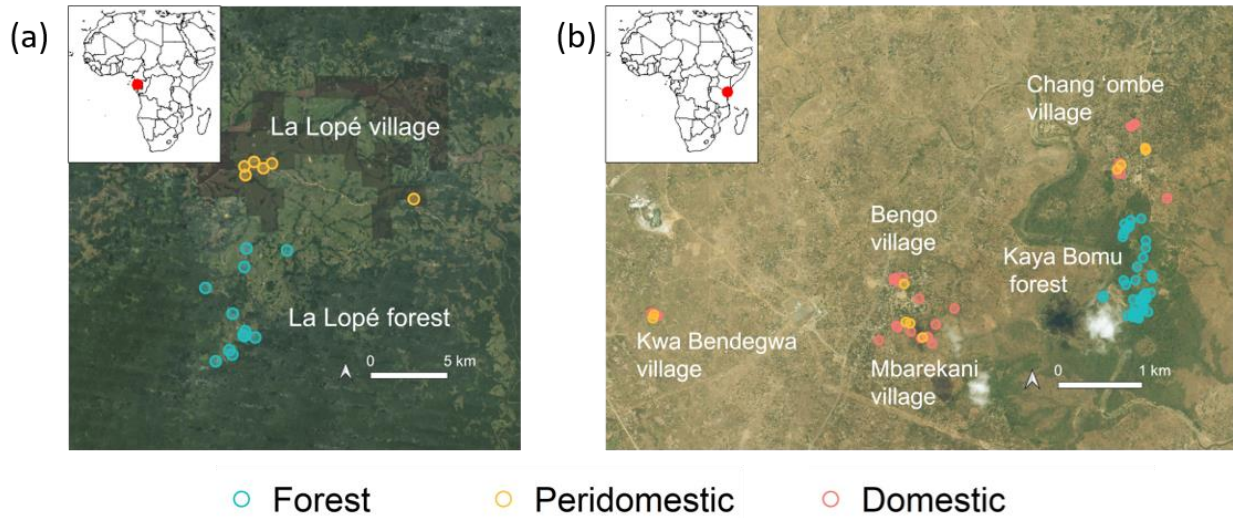 (a)
La Lopé village
La Lopé forest
0 5 km
(b)
Chang ‘ombe
village
Bengo
village
Kaya Bomu
forest
Kwa Bendegwa
village
Mbarekani
village
0 1 km
Forest Peridomestic Domestic